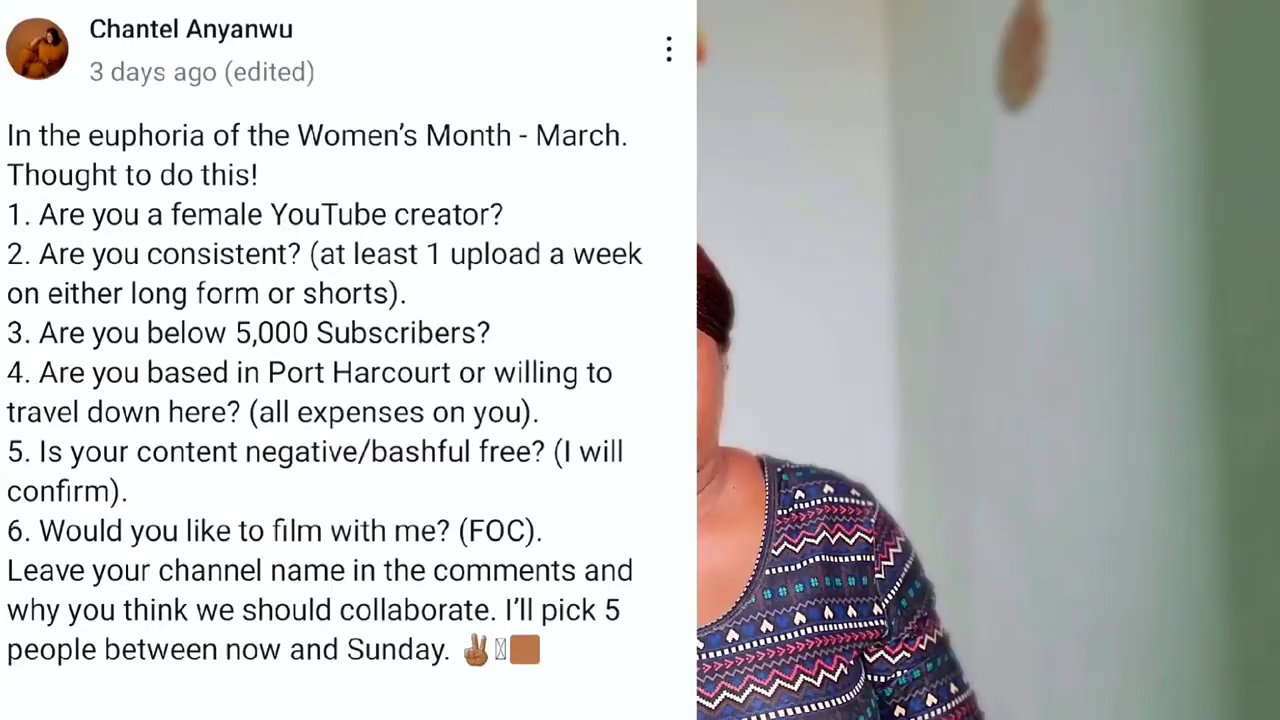 Chantel Anyanwu
3 days ago (edited)
In the euphoria of the Women's Month - March.
Thought to do this!
1. Are you a female YouTube creator?
2. Are you consistent? (at least 1 upload a week
on either long form or shorts).
3. Are you below 5,000 Subscribers?
4. Are you based in Port Harcourt or willing to
travel down here? (all expenses on you).
5. Is your content negative/bashful free? (I will
confirm).
6. Would you like to film with me? (FOC).
Leave your channel name in the comments and
why you think we should collaborate. I'll pick 5
people between now and Sunday. ✌🏾